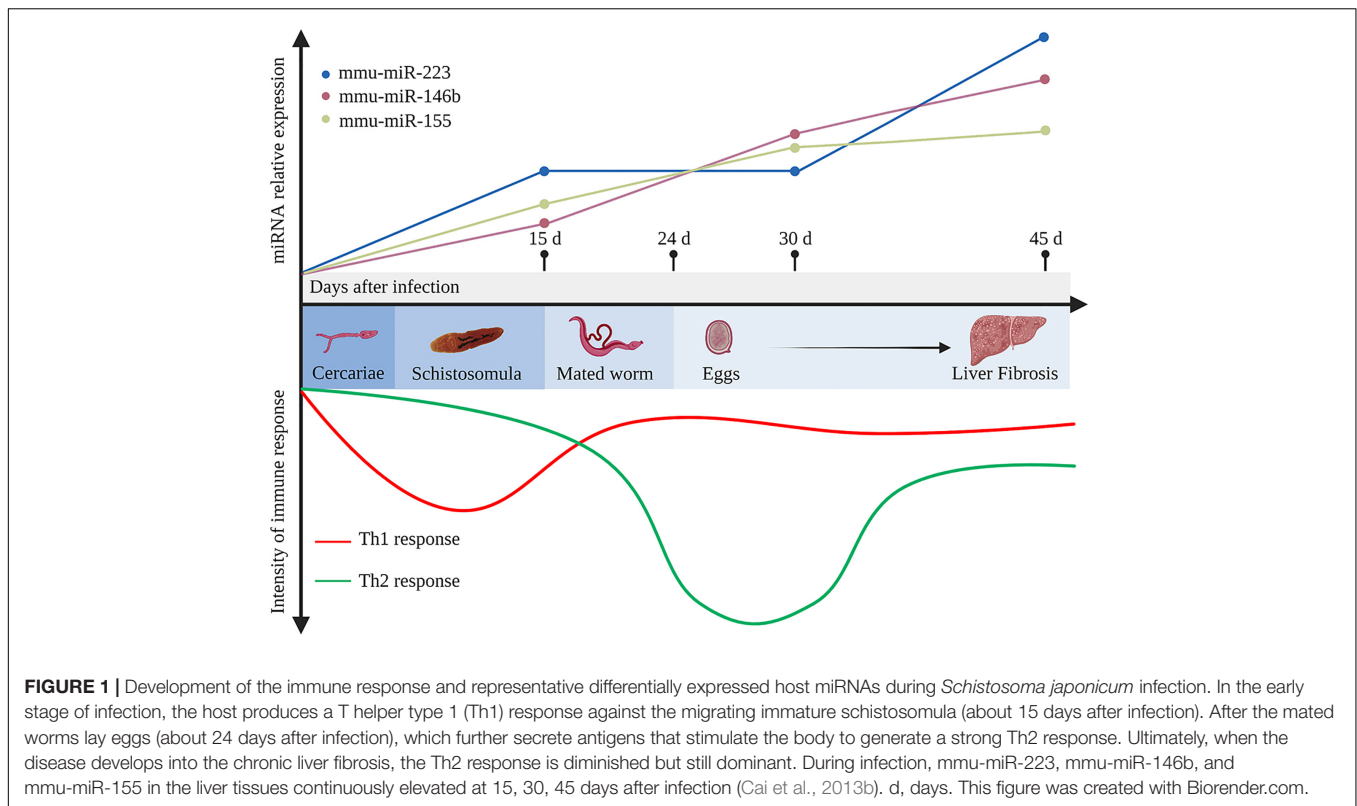 miRNA relative expression
mmu-miR-223
mmu-miR-146b
mmu-miR-155
15 d
24 d
30 d
45 d
Days after infection
Cercariae
Schistosomula
Mated worm
Eggs
Liver Fibrosis
Intensity of immune response
Th1 response
Th2 response
FIGURE 1 | Development of the immune response and representative differentially expressed host miRNAs during Schistosoma japonicum infection. In the early
stage of infection, the host produces a T helper type 1 (Th1) response against the migrating immature schistosomula (about 15 days after infection). After the mated
worms lay eggs (about 24 days after infection), which further secrete antigens that stimulate the body to generate a strong Th2 response. Ultimately, when the
disease develops into the chronic liver fibrosis, the Th2 response is diminished but still dominant. During infection, mmu-miR-223, mmu-miR-146b, and
mmu-miR-155 in the liver tissues continuously elevated at 15, 30, 45 days after infection (Cai et al., 2013b). d, days. This figure was created with Biorender.com.